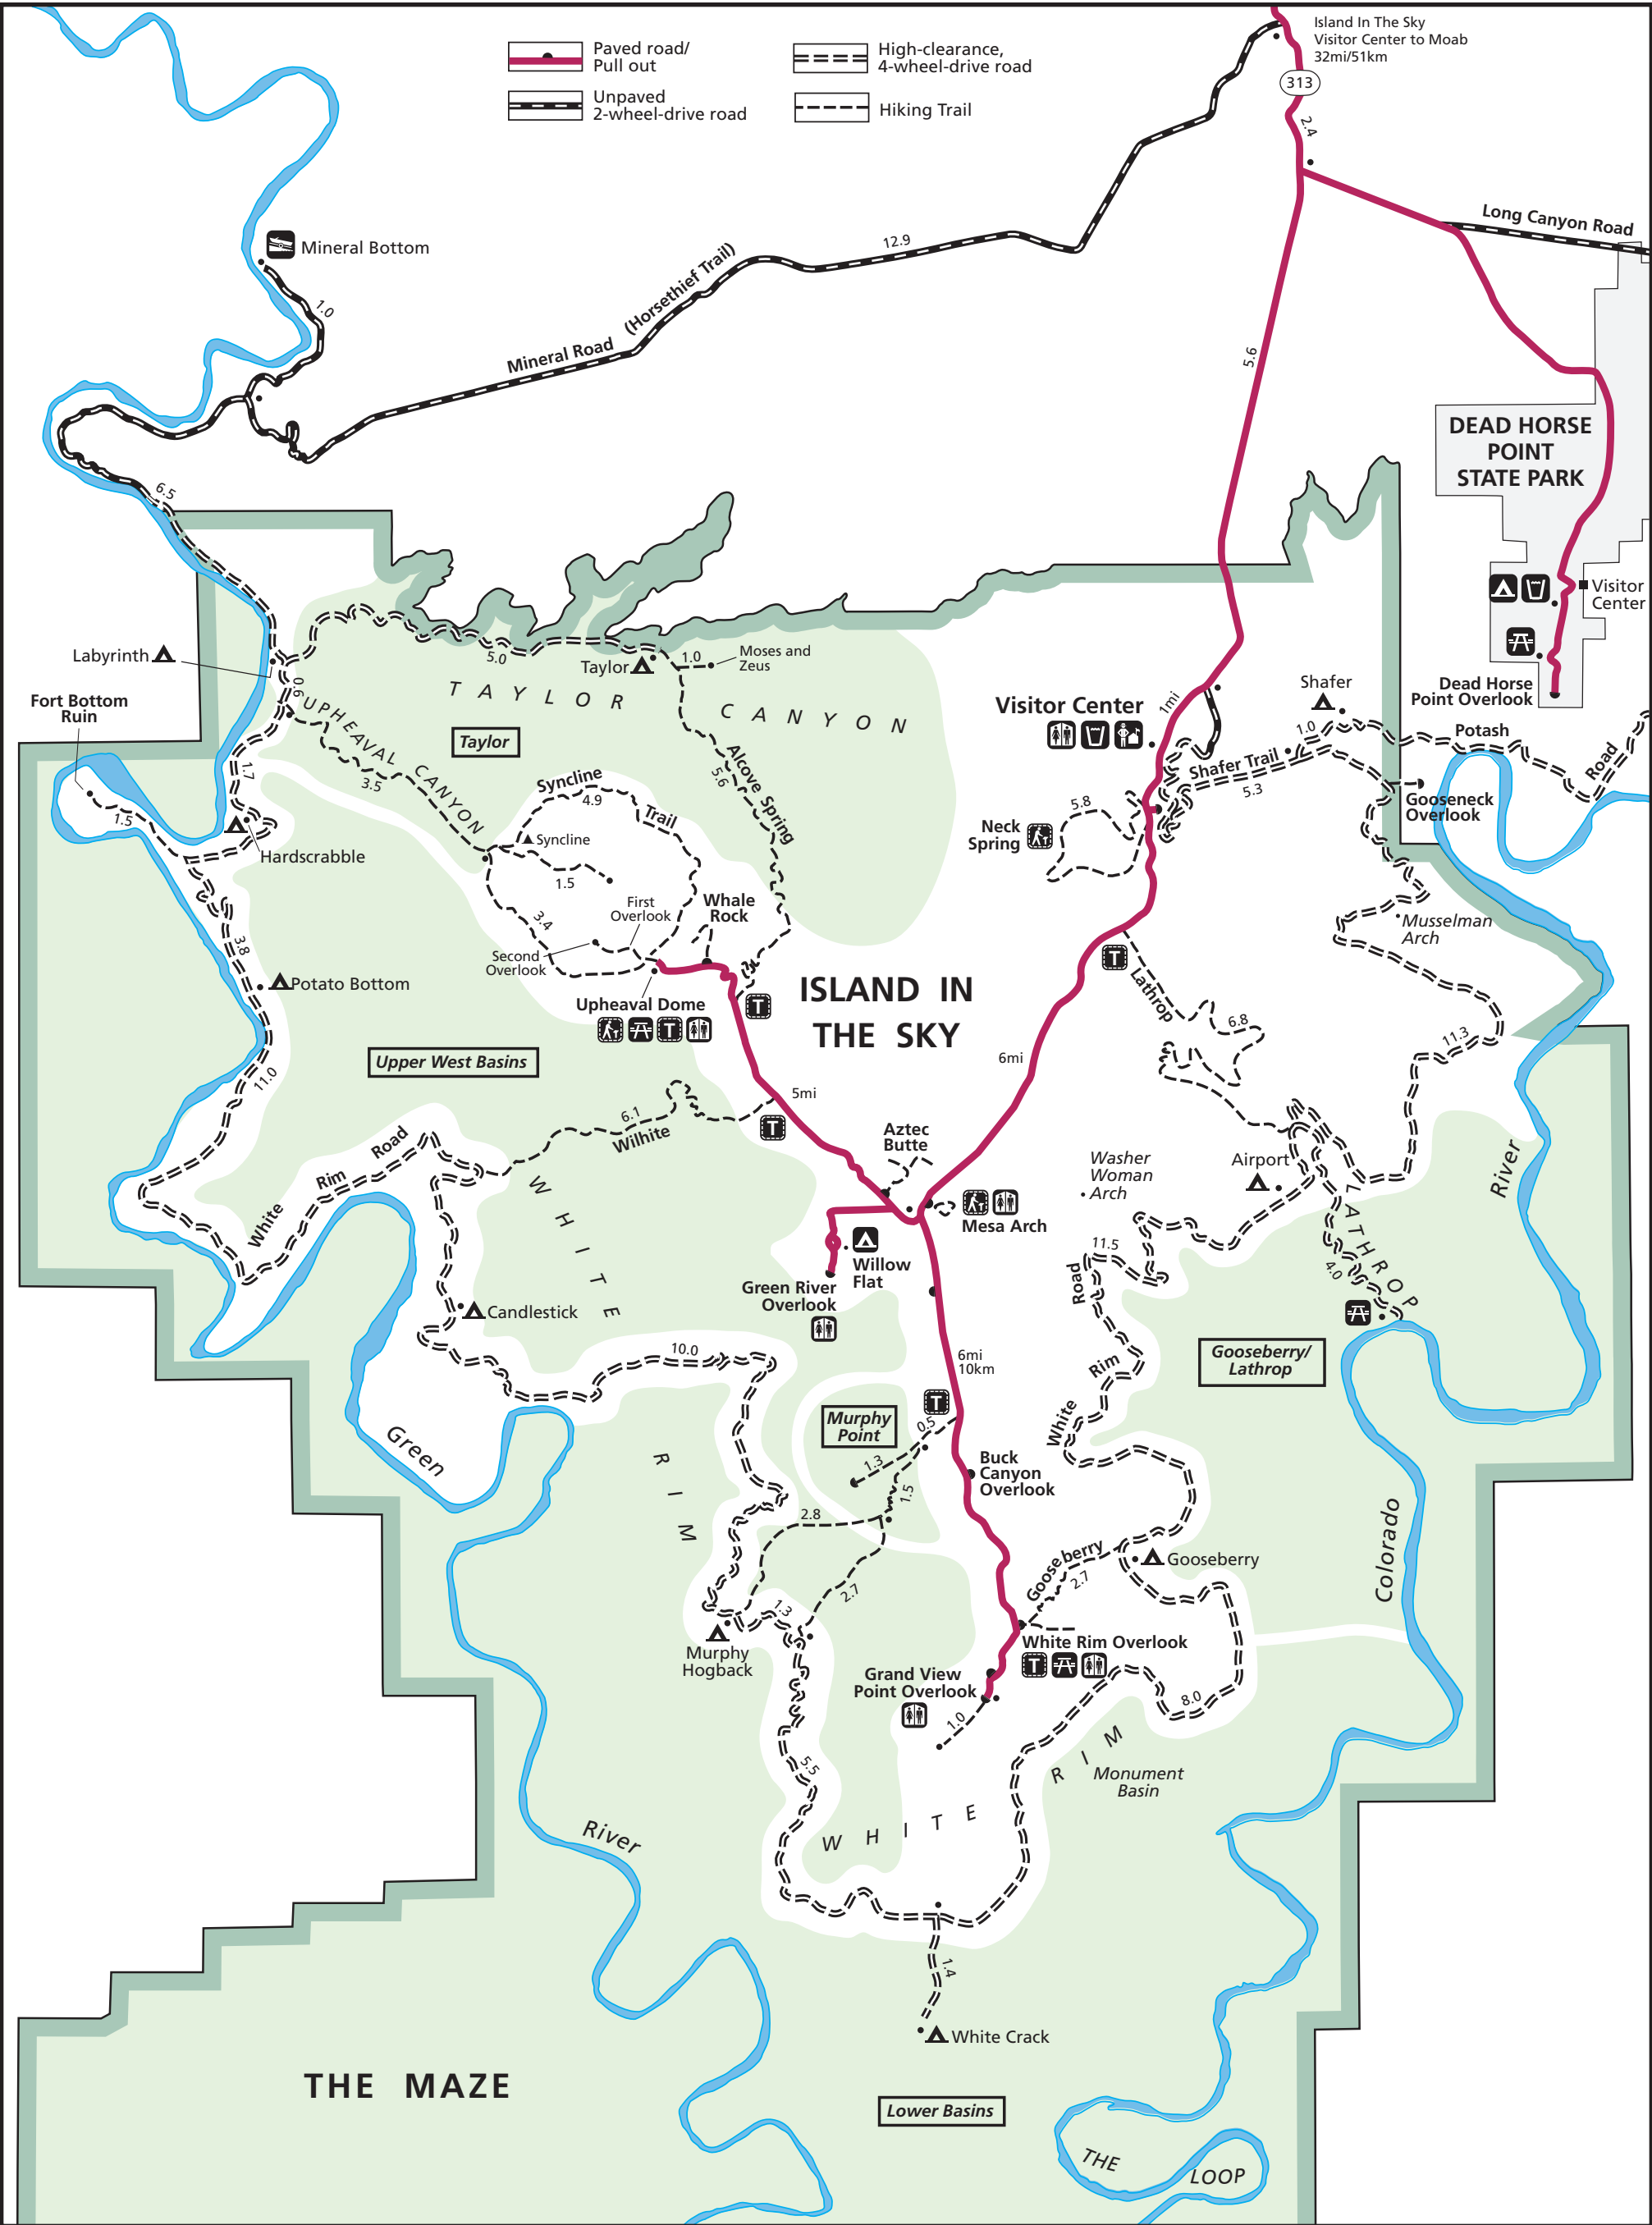 Paved road/
Pull out
Unpaved
2-wheel-drive road
High-clearance,
4-wheel-drive road
Hiking Trail
Island In The Sky
Visitor Center to Moab
32mi/51km
313
2.4
Long Canyon Road
Mineral Bottom
1.0
12.9
(Horsethief Trail)
Mineral Road
5.6
DEAD HORSE
POINT
STATE PARK
6.5
Visitor
Center
Dead Horse
Point Overlook
Labyrinth
5.0
Taylor
1.0
Moses and
Zeus
Fort Bottom
Ruin
0.6
TAYLOR
CANYON
Taylor
UPHEAVAL CANYON
3.5
Visitor Center
1mi
Shafer
1.0
Potash
Road
Shafer Trail
5.3
Gooseneck
Overlook
Alcove Spring
5.6
1.7
1.5
Hardscrabble
Syncline
4.9
Trail
Syncline
1.5
3.4
First
Overlook
Second
Overlook
Whale
Rock
5.8
Neck
Spring
Musselman
Arch
3.8
Potato Bottom
Upheaval Dome
T
T
ISLAND IN
THE SKY
T
Lathrop
6.8
11.3
6mi
Upper West Basins
11.0
5mi
T
6.1
Wilhite
Aztec
Butte
Washer
Woman
Arch
Airport
River
White
Rim
Road
WHITE
Mesa Arch
LATHROP
4.0
11.5
Road
Willow
Flat
Green River
Overlook
Candlestick
10.0
6mi
10km
Rim
Gooseberry/
Lathrop
T
Murphy
Point
0.5
1.3
1.5
White
Green
RIM
Buck
Canyon
Overlook
2.8
Colorado
Gooseberry
2.7
Gooseberry
2.7
1.3
Murphy
Hogback
White Rim Overlook
T
Grand View
Point Overlook
1.0
8.0
5.5
RIM
Monument
Basin
WHITE
River
1.4
White Crack
THE MAZE
Lower Basins
THE
LOOP